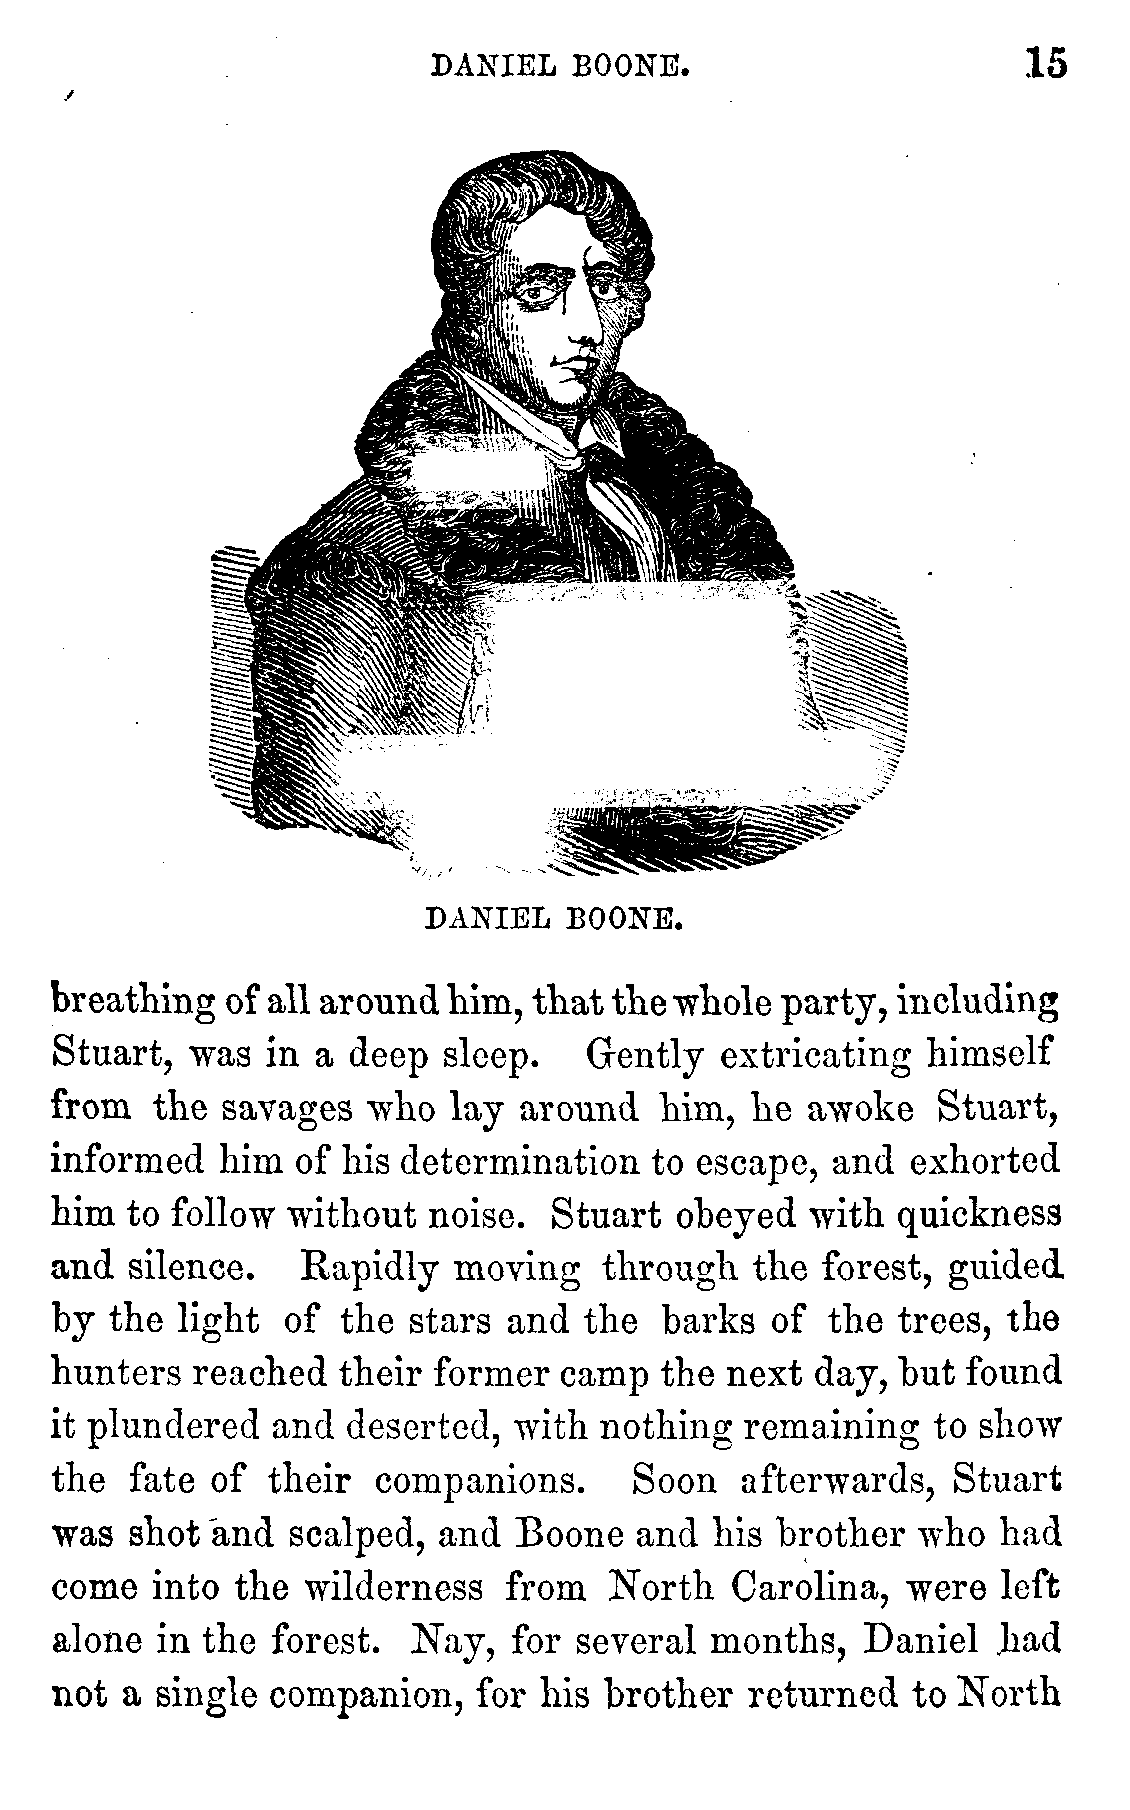 DANIEL BOONE. 15
DANIEL BOONE.
breathing of all around him, that the whole party, including
Stuart, was in a deep sleep. Gently extricating himself
from the savages who lay around him, he awoke Stuart,
informed him of his determination to escape, and exhorted
him to follow without noise. Stuart obeyed with quickness
and silence. Rapidly moving through the forest, guided
by the light of the stars and the barks of the trees, the
hunters reached their former camp the next day, but found
it plundered and deserted, with nothing remaining to show
the fate of their companions. Soon afterwards, Stuart
was shot and scalped, and Boone and his brother who had
come into the wilderness from North Carolina, were left
alone in the forest. Nay, for several months, Daniel had
not a single companion, for his brother returned to North